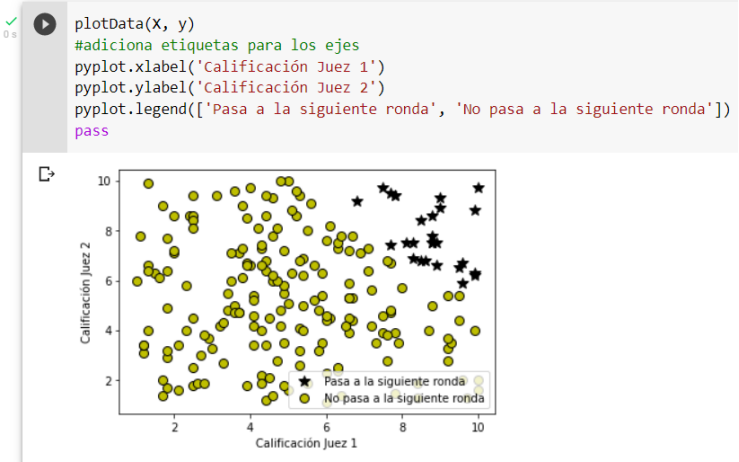 plotData(X, y)
#adiciona etiquetas para los ejes
pyplot.xlabel('Calificación Juez 1')
pyplot.ylabel('Calificación Juez 2')
pyplot.legend(['Pasa a la siguiente ronda', 'No pasa a la siguiente ronda'])
pass
0 s
10
8
6
4
2
Calificación Juez 2
Pasa a la siguiente ronda
No pasa a la siguiente ronda
2
4
6
8
10
Calificación Juez 1